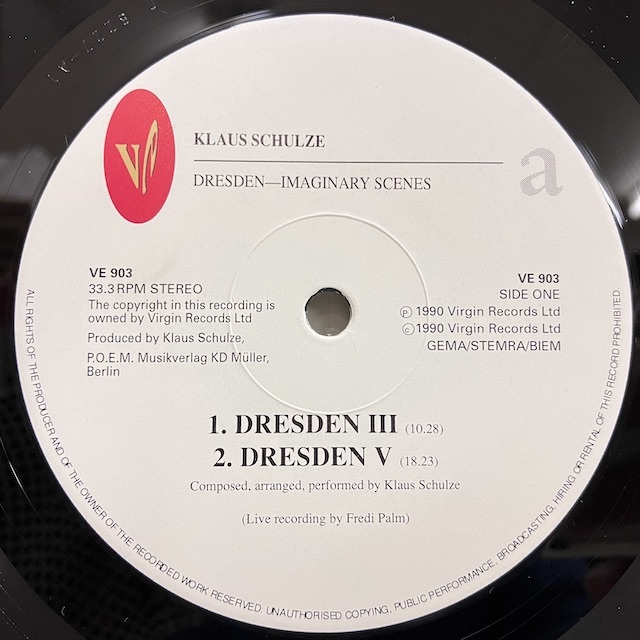 VE
KLAUS SCHULZE
a
DRESDEN—IMAGINARY SCENES
VE 903
33.3RPM STEREO
The copyright in this recording is
owned by Virgin Records Ltd
Produced by Klaus Schulze,
P.O.E.M. Musikverlag KD Müller,
Berlin
VE 903
SIDE ONE
℗ 1990 Virgin Records Ltd
© 1990 Virgin Records Ltd
GEMA/STEMRA/BIEM
1. DRESDEN III (10.28)
2. DRESDEN V (18.23)
Composed, arranged, performed by Klaus Schulze
(Live recording by Fredi Palm)
ALL RIGHTS OF THE PRODUCER AND OF THE OWNER OF THE RECORDED WORK RESERVED. UNAUTHORISED COPYING, PUBLIC PERFORMANCE, BROADCASTING, HIRING OR RENTAL OF THIS RECORD PROHIBITED.